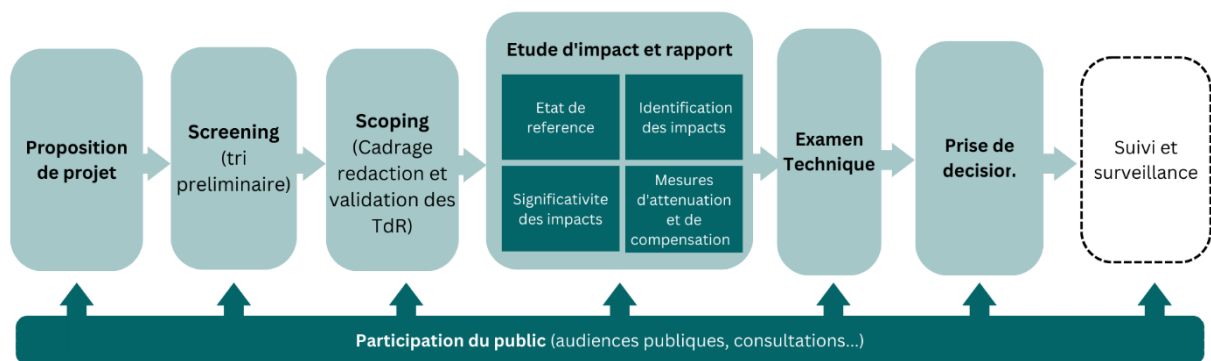 Proposition
de projet
Screening
(tri
preliminaire)
Scoping
(Cadrage
redaction et
validation des
TdR)
Etude d'impact et rapport
Etat de
reference
Identification
des impacts
Significativite
des impacts
Mesures
d'attenuation
et de
compensation
Examen
Technique
Prise de
decisior.
Suivi et
surveillance
Participation du public (audiences publiques, consultations...)